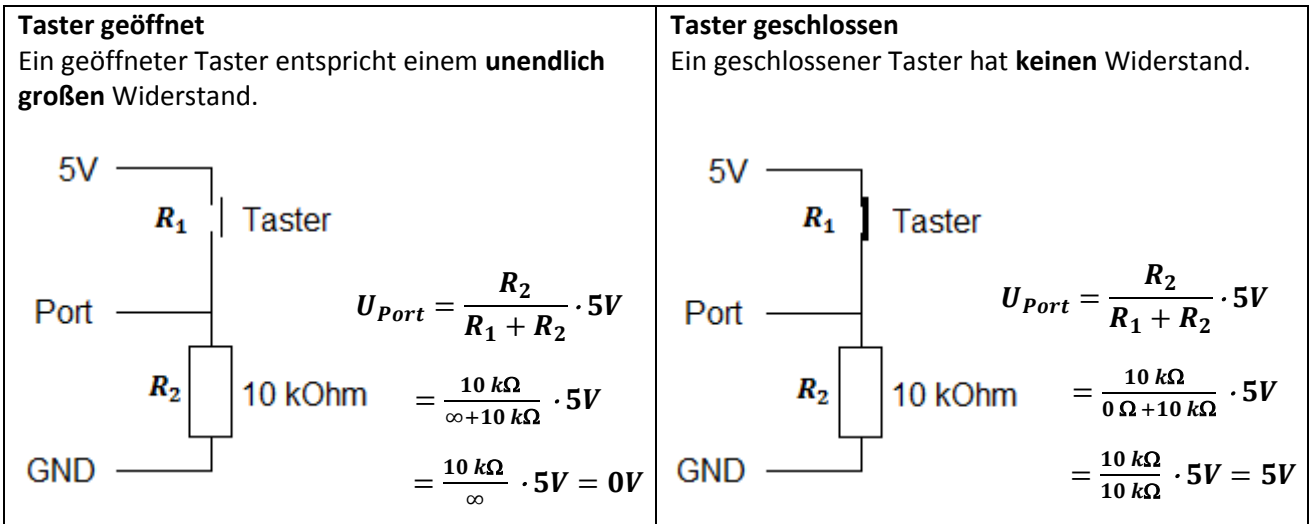 Taster geöffnet
Ein geöffneter Taster entspricht einem unendlich
großen Widerstand.
5V
R₁ Taster
Port
U_Port = R₂ / (R₁ + R₂) · 5V
R₂ 10 kOhm
= 10 kΩ / (∞+10 kΩ) · 5V
GND
= 10 kΩ / ∞ · 5V = 0V
Taster geschlossen
Ein geschlossener Taster hat keinen Widerstand.
5V
R₁ Taster
Port
U_Port = R₂ / (R₁ + R₂) · 5V
R₂ 10 kOhm
= 10 kΩ / (0 Ω +10 kΩ) · 5V
GND
= 10 kΩ / 10 kΩ · 5V = 5V